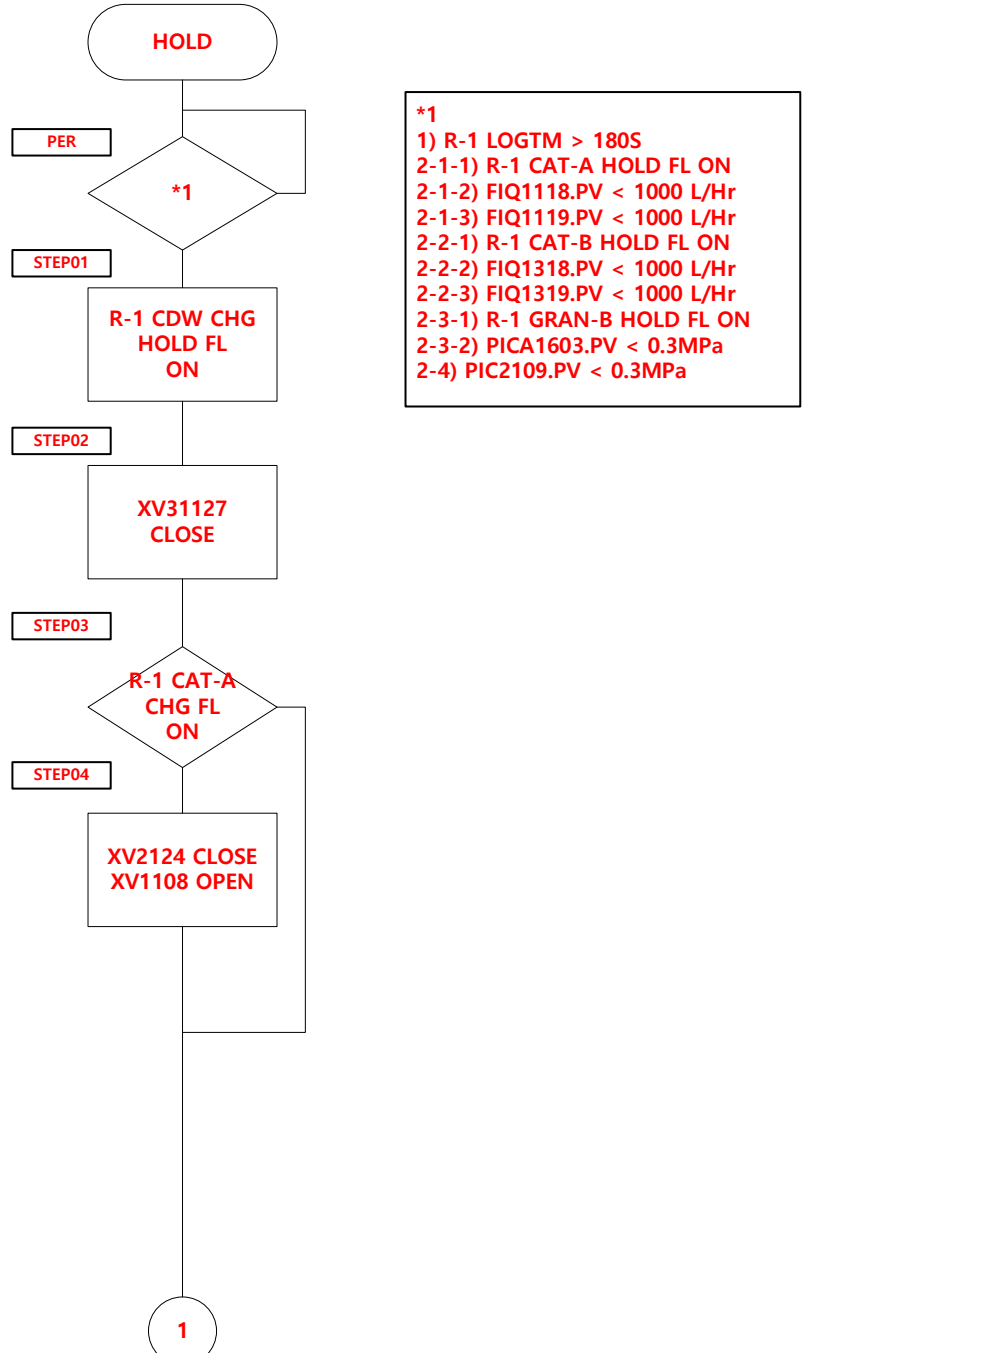 HOLD
PER
*1
STEP01
R-1 CDW CHG
HOLD FL
ON
STEP02
XV31127
CLOSE
STEP03
R-1 CAT-A
CHG FL
ON
STEP04
XV2124 CLOSE
XV1108 OPEN
1
*1
1) R-1 LOGTM > 180S
2-1-1) R-1 CAT-A HOLD FL ON
2-1-2) FIQ1118.PV < 1000 L/Hr
2-1-3) FIQ1119.PV < 1000 L/Hr
2-2-1) R-1 CAT-B HOLD FL ON
2-2-2) FIQ1318.PV < 1000 L/Hr
2-2-3) FIQ1319.PV < 1000 L/Hr
2-3-1) R-1 GRAN-B HOLD FL ON
2-3-2) PICA1603.PV < 0.3MPa
2-4) PIC2109.PV < 0.3MPa